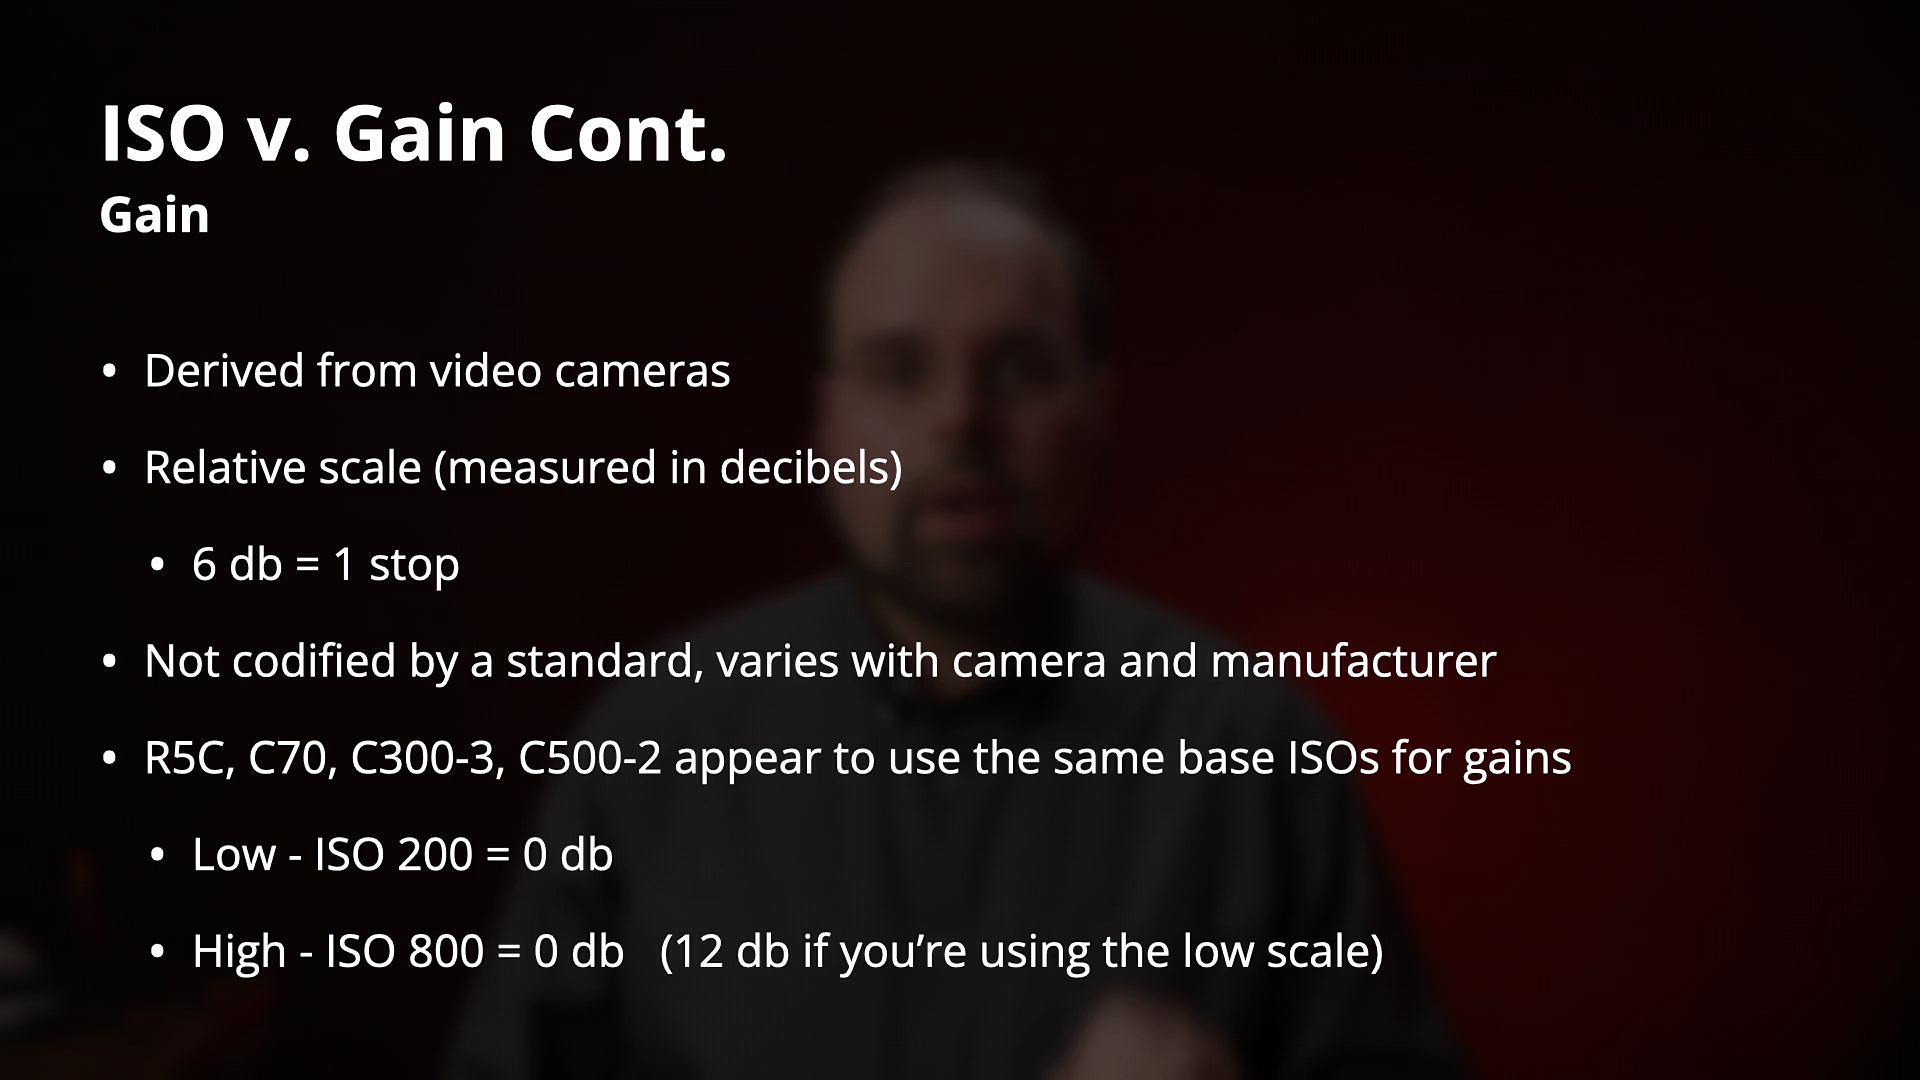 ISO v. Gain Cont.
Gain
• Derived from video cameras
• Relative scale (measured in decibels)
• 6 db = 1 stop
• Not codified by a standard, varies with camera and manufacturer
• R5C, C70, C300-3, C500-2 appear to use the same base ISOs for gains
• Low - ISO 200 = 0 db
• High - ISO 800 = 0 db (12 db if you’re using the low scale)